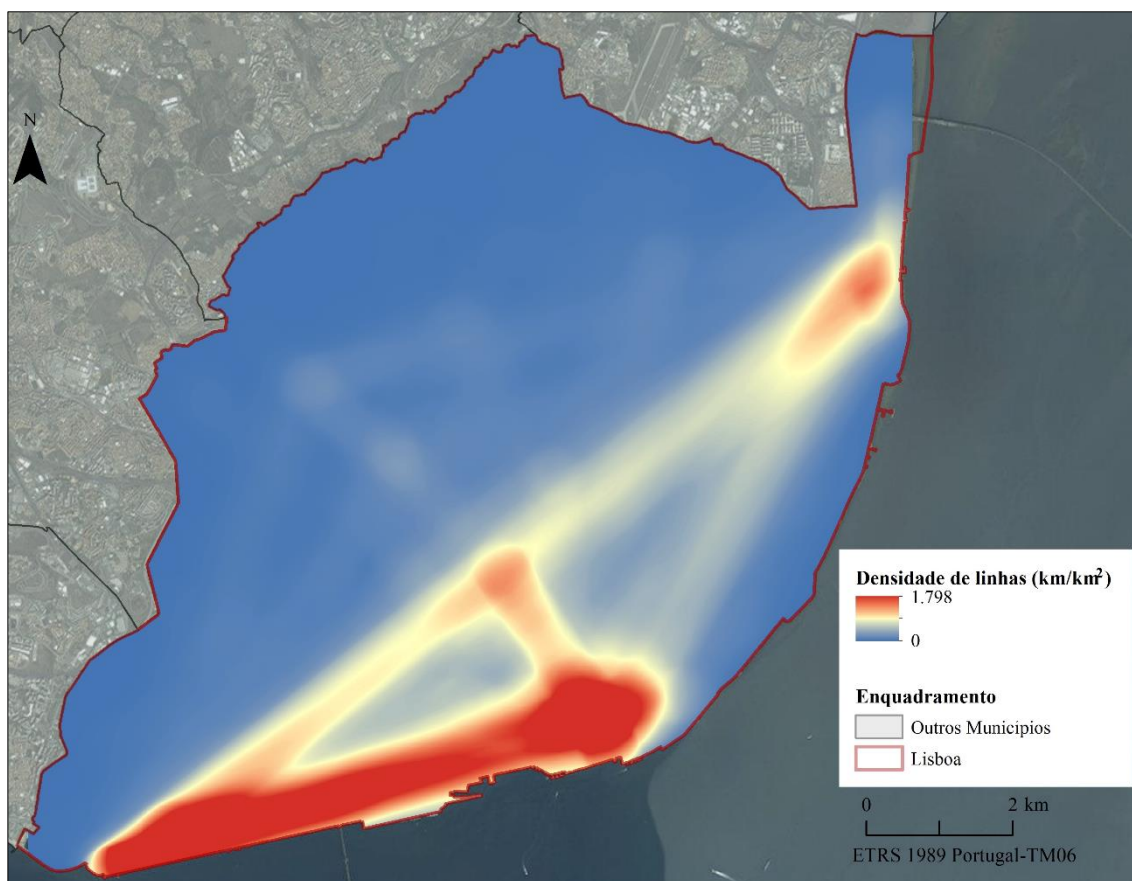 N
Densidade de linhas (km/km²)
1.798
0
Enquadramento
Outros Municípios
Lisboa
0 2 km
ETRS 1989 Portugal-TM06